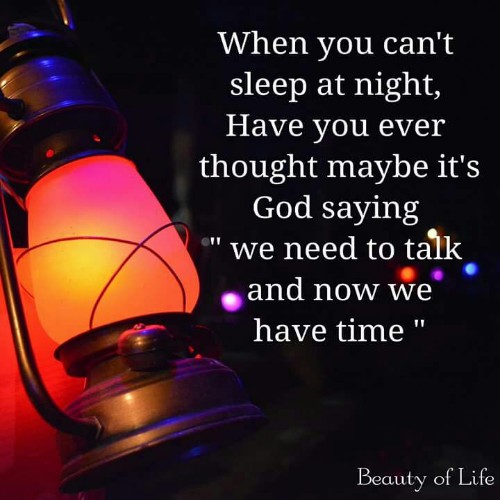 When you can't
sleep at night,
Have you ever
thought maybe it's
God saying
" we need to talk
and now we
have time "
Beauty of Life